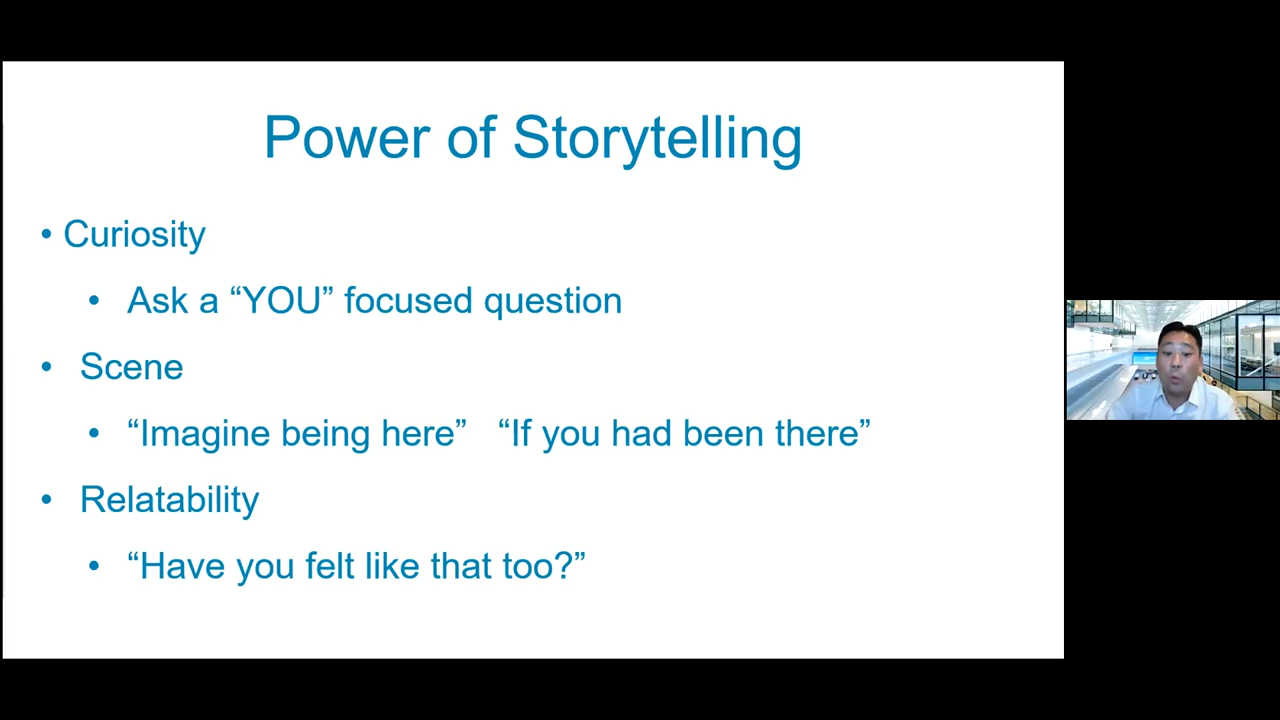 Power of Storytelling
• Curiosity
• Ask a “YOU” focused question
• Scene
• “Imagine being here” “If you had been there”
• Relatability
• “Have you felt like that too?”